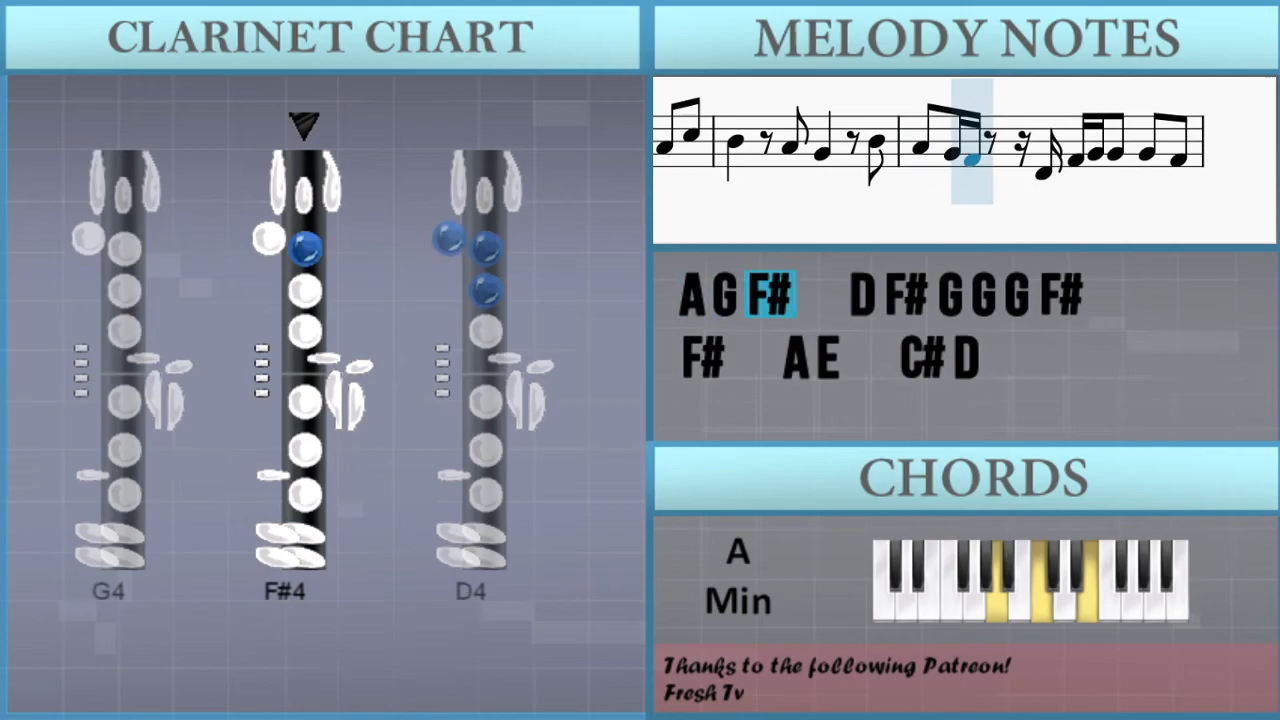 CLARINET CHART
G4 F#4 D4
MELODY NOTES
A G F# D F# G G G F#
F# A E C# D
CHORDS
A
Min
Thanks to the following Patreon!
Fresh Tv